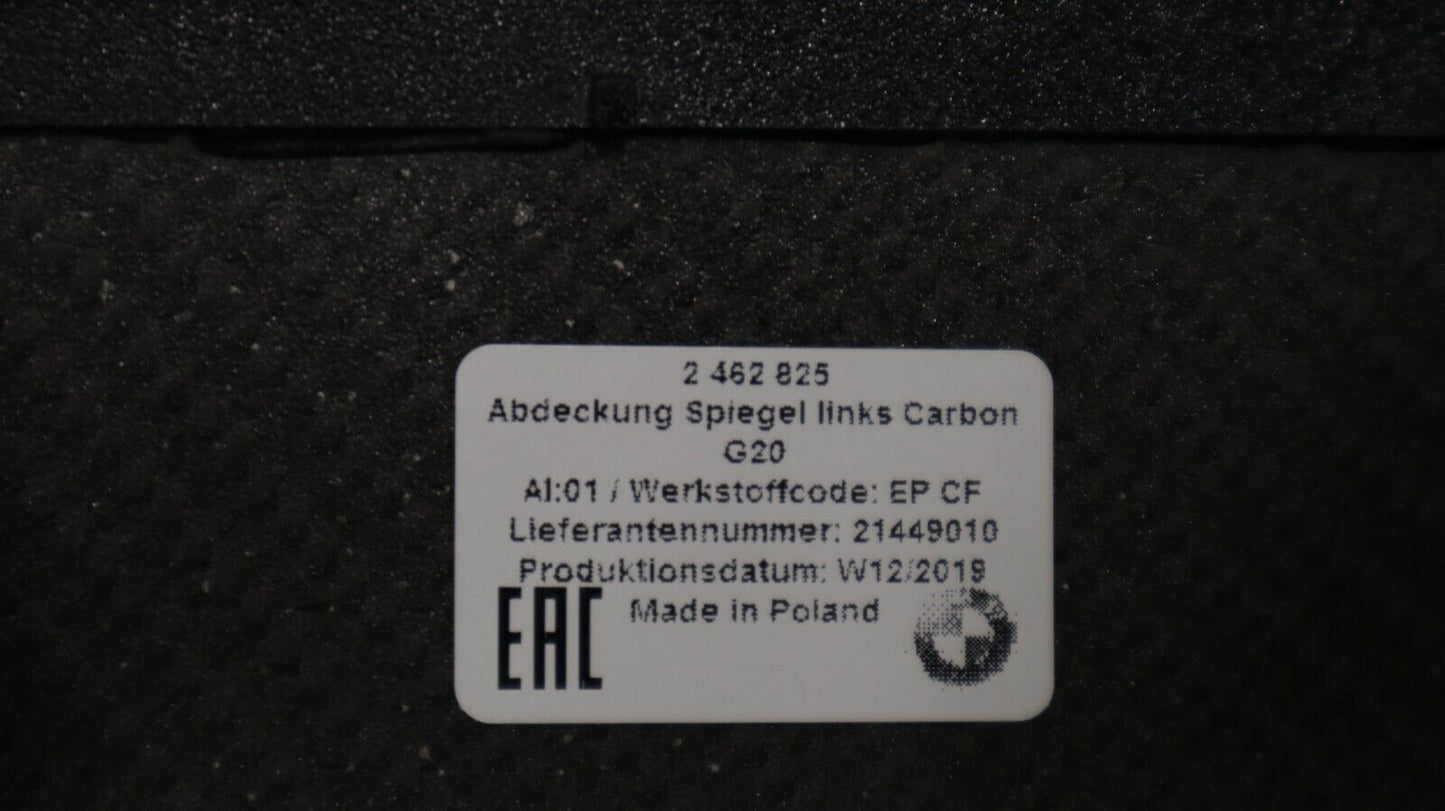 2 462 825
Abdeckung Spiegel links Carbon
G20
AI:01 / Werkstoffcode: EP CF
Lieferantennummer: 21449010
Produktionsdatum: W12/2019
Made in Poland
EAC